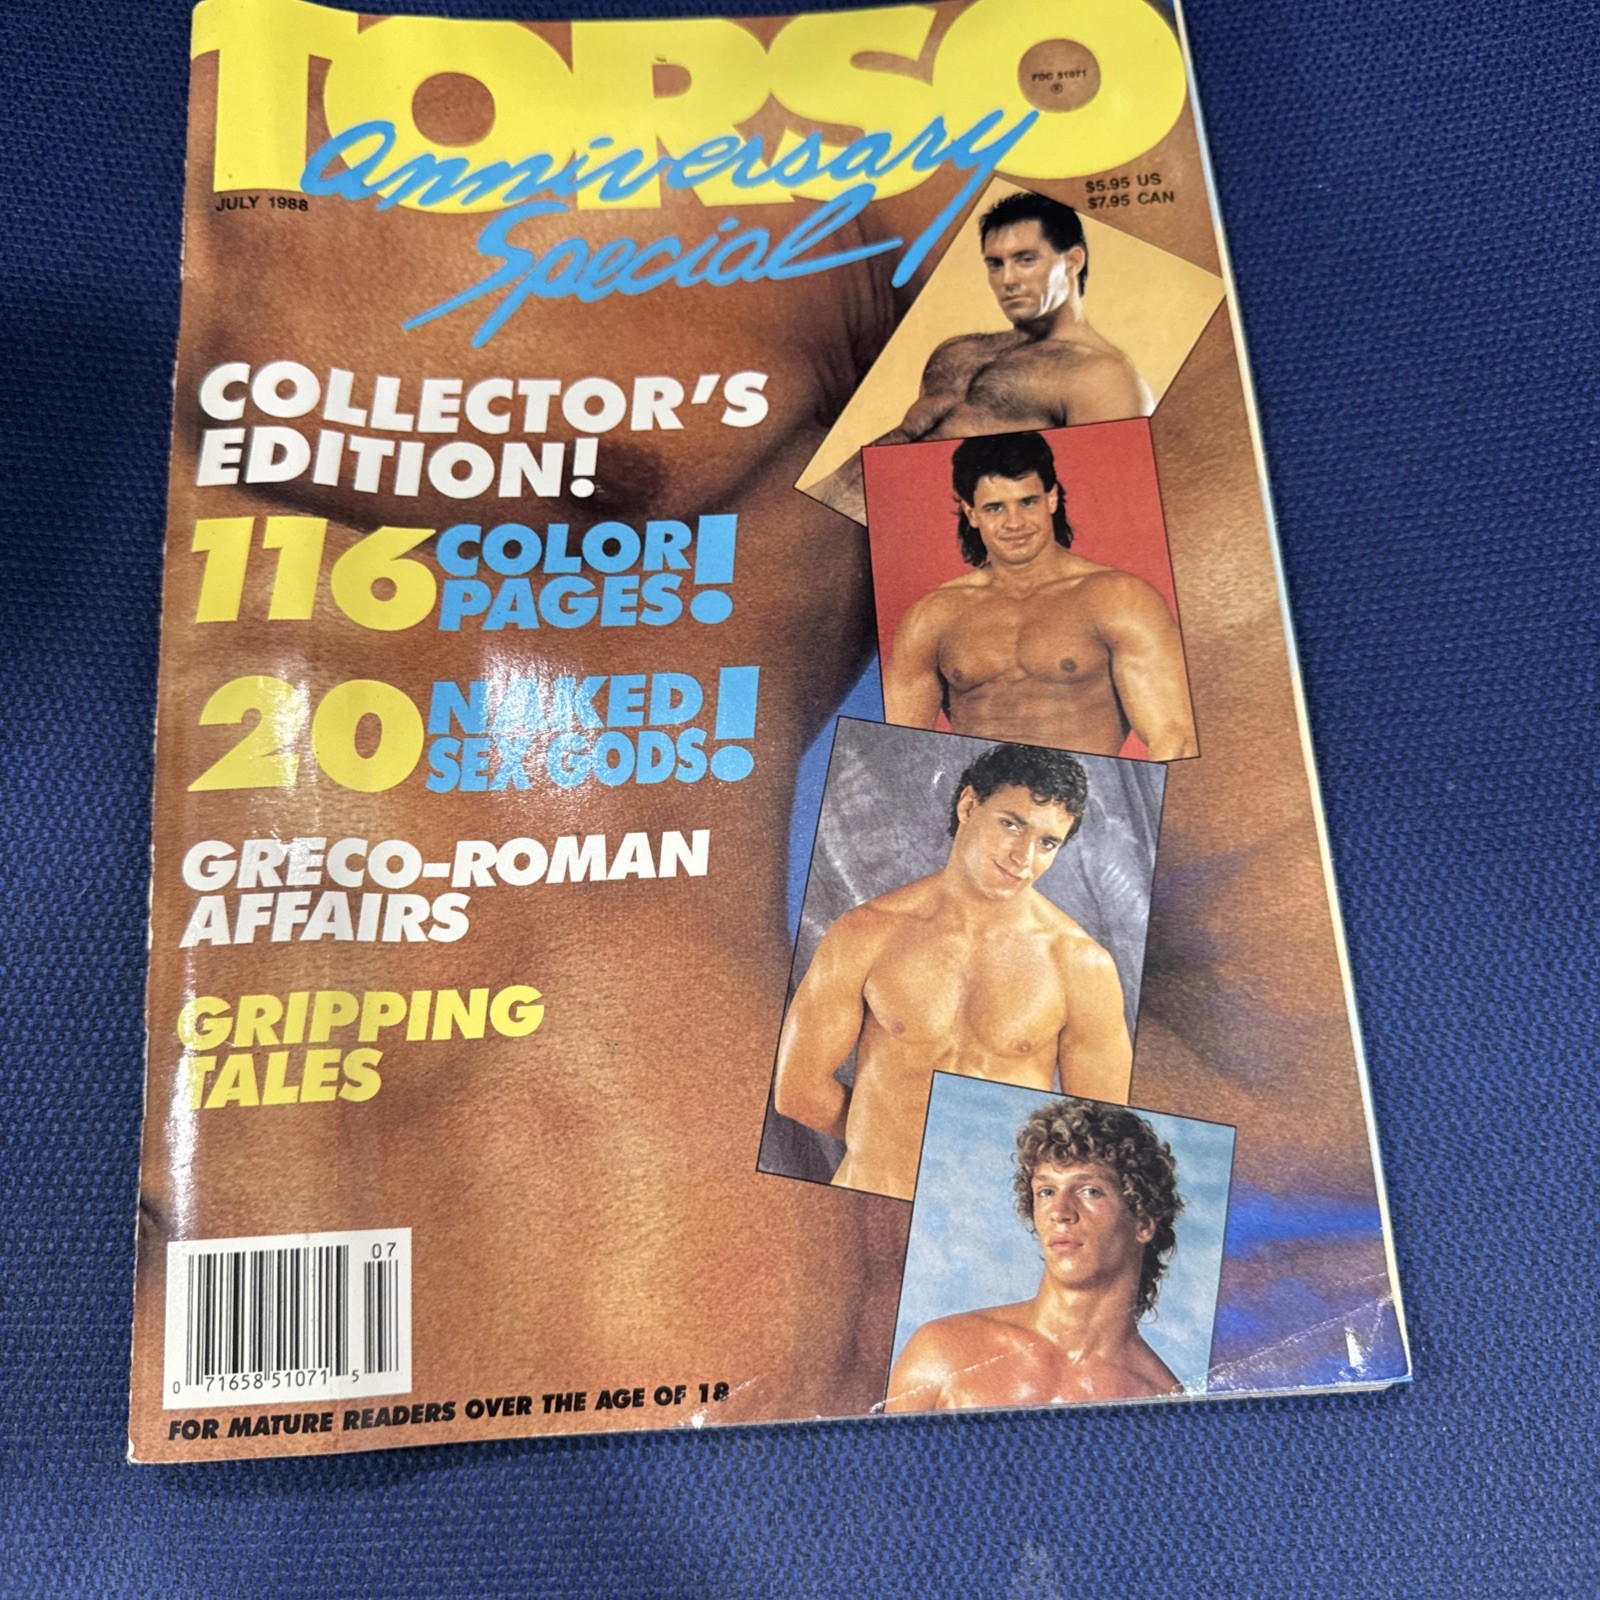 TORSO
FDC 51071
®
anniversary
Special
JULY 1988
$5.95 US
$7.95 CAN
COLLECTOR'S
EDITION!
116 COLOR
PAGES!
20 NAKED
SEX GODS!
GRECO-ROMAN
AFFAIRS
GRIPPING
TALES
07
0 71658 51071 5
FOR MATURE READERS OVER THE AGE OF 18